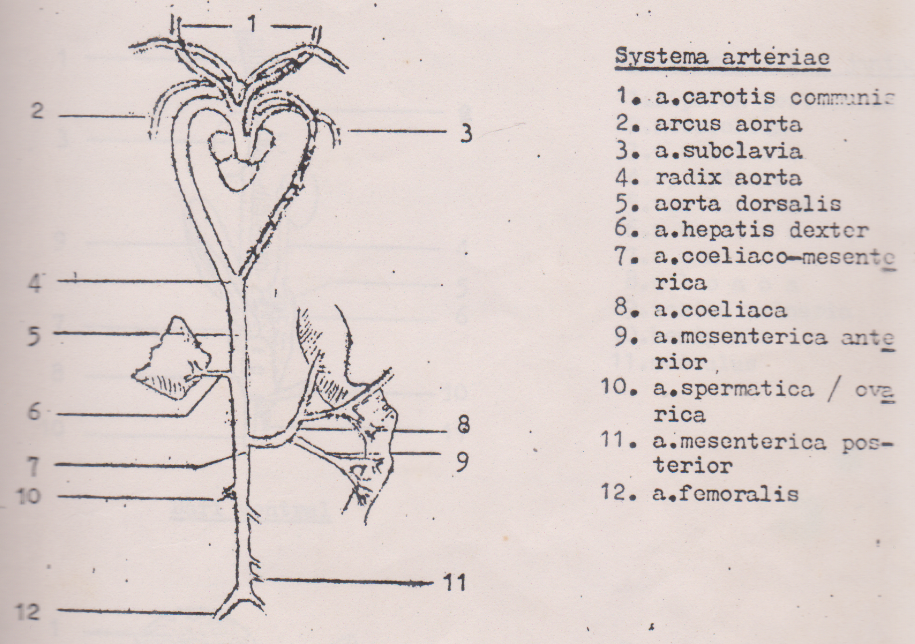 1
2
3
4
5
6
7
8
9
10
11
12
Systema arteriae
1. a.carotis communis
2. arcus aorta
3. a.subclavia
4. radix aorta
5. aorta dorsalis
6. a.hepatis dexter
7. a.coeliaco-mesente
rica
8. a.coeliaca
9. a.mesenterica ante
rior
10. a.spermatica / ova
rica
11. a.mesenterica pos-
terior
12. a.femoralis